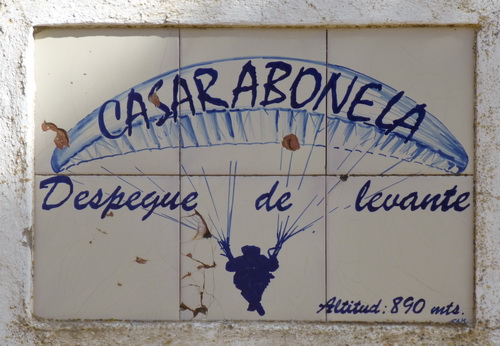 CASARABONELA
Despegue de levante
Altitud: 890 mts.